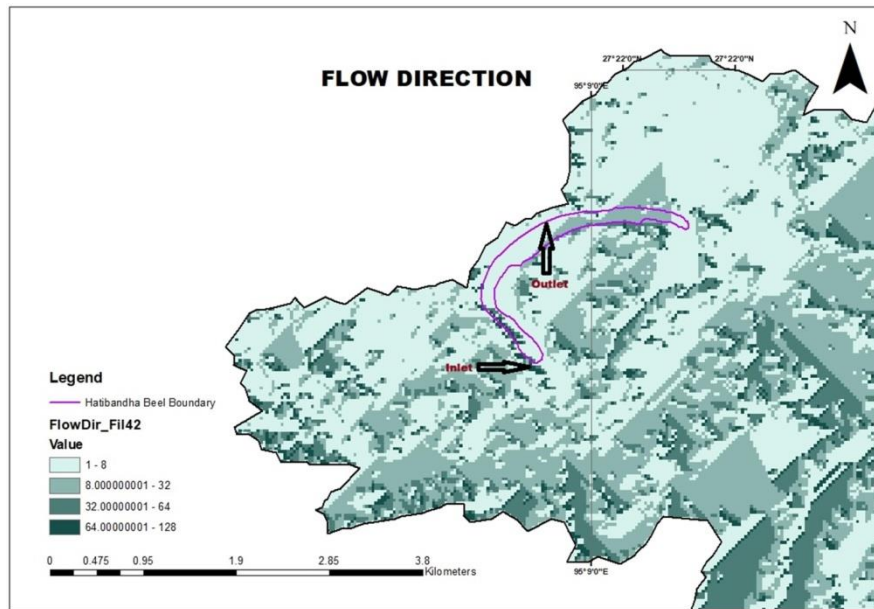 N
27°22'0"N 27°22'0"N
FLOW DIRECTION
95°9'0"E
Outlet
Inlet
Legend
Hatibandha Beel Boundary
FlowDir_Fil42
Value
1 - 8
8.00000001 - 32
32.00000001 - 64
64.00000001 - 128
0 0.475 0.95 1.9 2.85 3.8
Kilometers
95°9'0"E